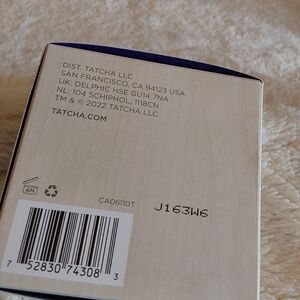 DIST. TATCHA LLC
SAN FRANCISCO, CA 94123 USA
UK: DELPHIC HSE GU14 7NA
NL: 104 SCHIPHOL, 1118CN
TM & © 2022 TATCHA LLC
TATCHA.COM
6M
CA06110T
J163W6
7 52830 74308 3